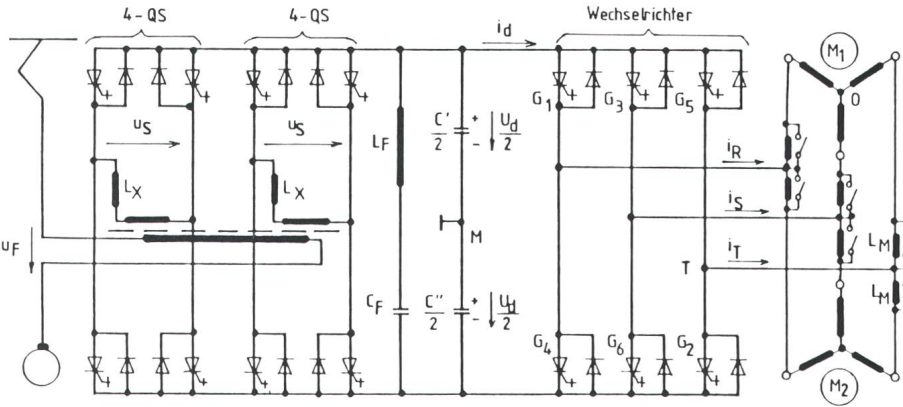 4-QS
4-QS
Wechselrichter
i_d
M₁
G₁
G₃
G₅
O
u_S
u_S
L_F
C'/2
+
-
U_d/2
i_R
L_X
L_X
i_S
u_F
M
i_T
T
L_M
C_F
C''/2
+
-
U_d/2
L_M
G₄
G₆
G₂
M₂